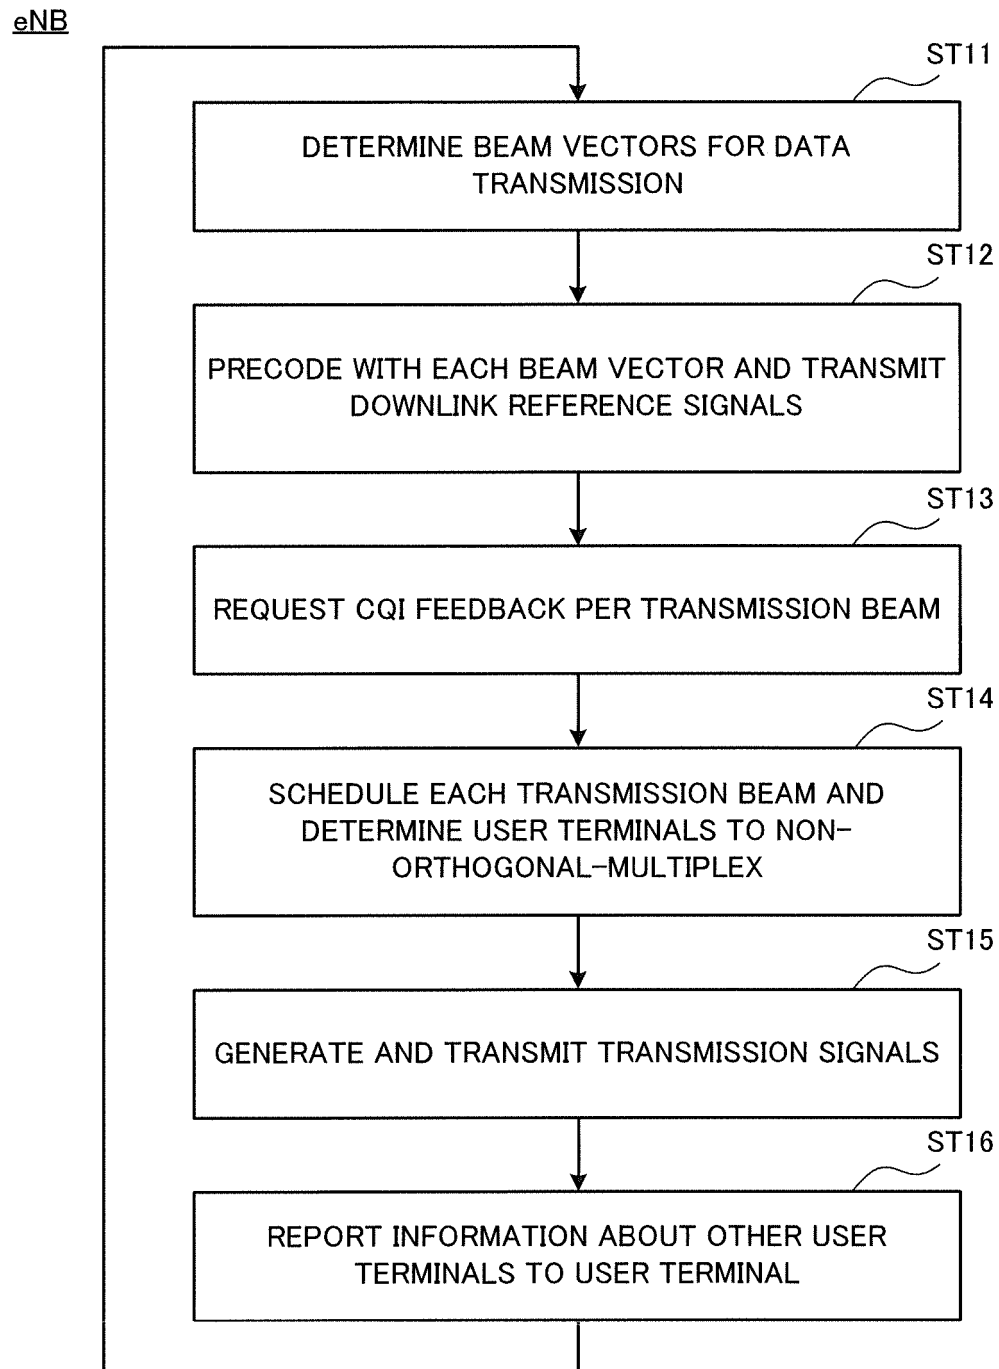 eNB
ST11
DETERMINE BEAM VECTORS FOR DATA
TRANSMISSION
ST12
PRECODE WITH EACH BEAM VECTOR AND TRANSMIT
DOWNLINK REFERENCE SIGNALS
ST13
REQUEST CQI FEEDBACK PER TRANSMISSION BEAM
ST14
SCHEDULE EACH TRANSMISSION BEAM AND
DETERMINE USER TERMINALS TO NON-
ORTHOGONAL-MULTIPLEX
ST15
GENERATE AND TRANSMIT TRANSMISSION SIGNALS
ST16
REPORT INFORMATION ABOUT OTHER USER
TERMINALS TO USER TERMINAL